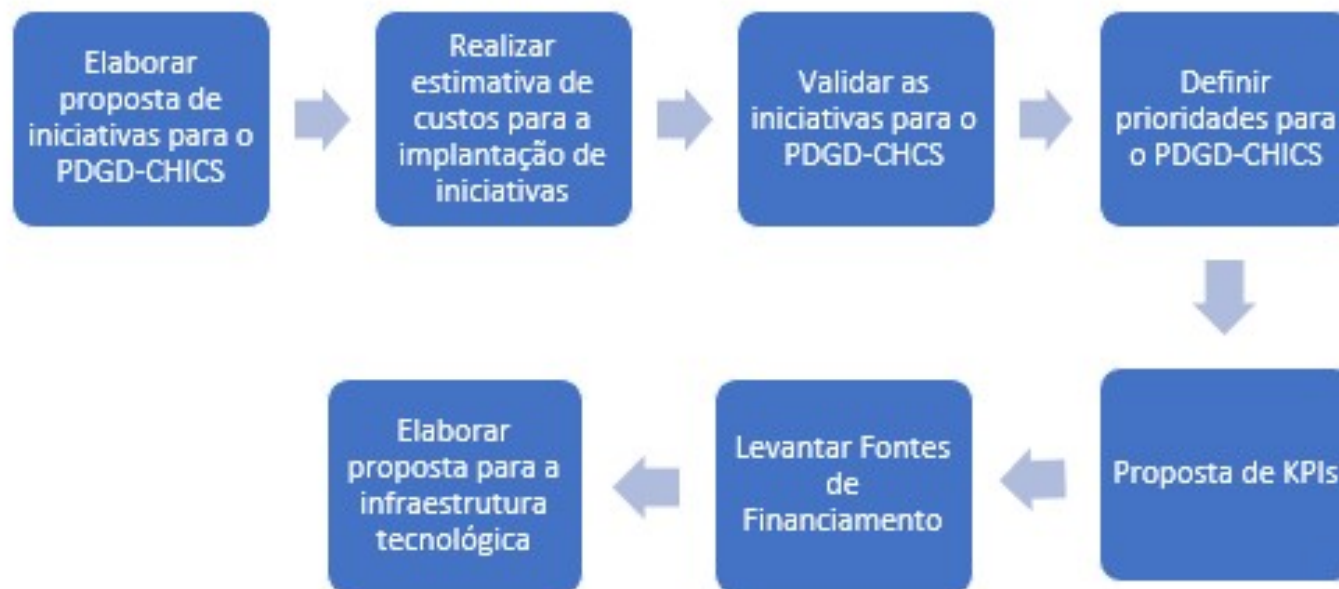 Elaborar
proposta de
iniciativas para o
PDGD-CHICS
Realizar
estimativa de
custos para a
implantação de
iniciativas
Validar as
iniciativas para o
PDGD-CHCS
Definir
prioridades para
o PDGD-CHICS
Proposta de KPIs
Levantar Fontes
de
Financiamento
Elaborar
proposta para a
infraestrutura
tecnológica